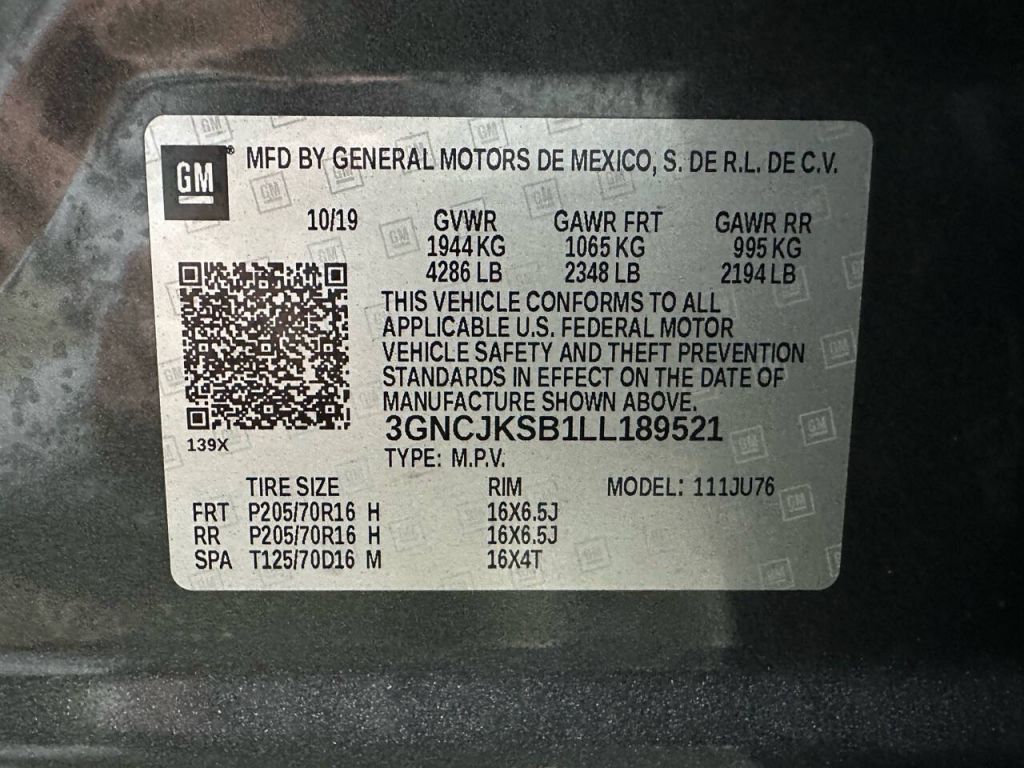 GM® MFD BY GENERAL MOTORS DE MEXICO, S. DE R.L. DE C.V.
10/19 GVWR GAWR FRT GAWR RR
1944 KG 1065 KG 995 KG
4286 LB 2348 LB 2194 LB
THIS VEHICLE CONFORMS TO ALL
APPLICABLE U.S. FEDERAL MOTOR
VEHICLE SAFETY AND THEFT PREVENTION
STANDARDS IN EFFECT ON THE DATE OF
MANUFACTURE SHOWN ABOVE.
3GNCJKSB1LL189521
139X
TYPE: M.P.V.
TIRE SIZE RIM MODEL: 111JU76
FRT P205/70R16 H 16X6.5J
RR P205/70R16 H 16X6.5J
SPA T125/70D16 M 16X4T